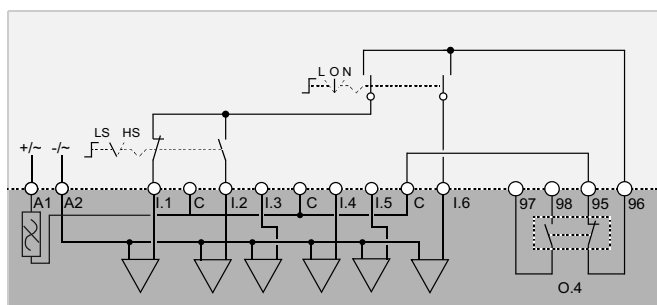 L O N
LS HS
+/~ -/~
A1 A2 I.1 C I.2 I.3 C I.4 I.5 C I.6 97 98 95 96
O.4